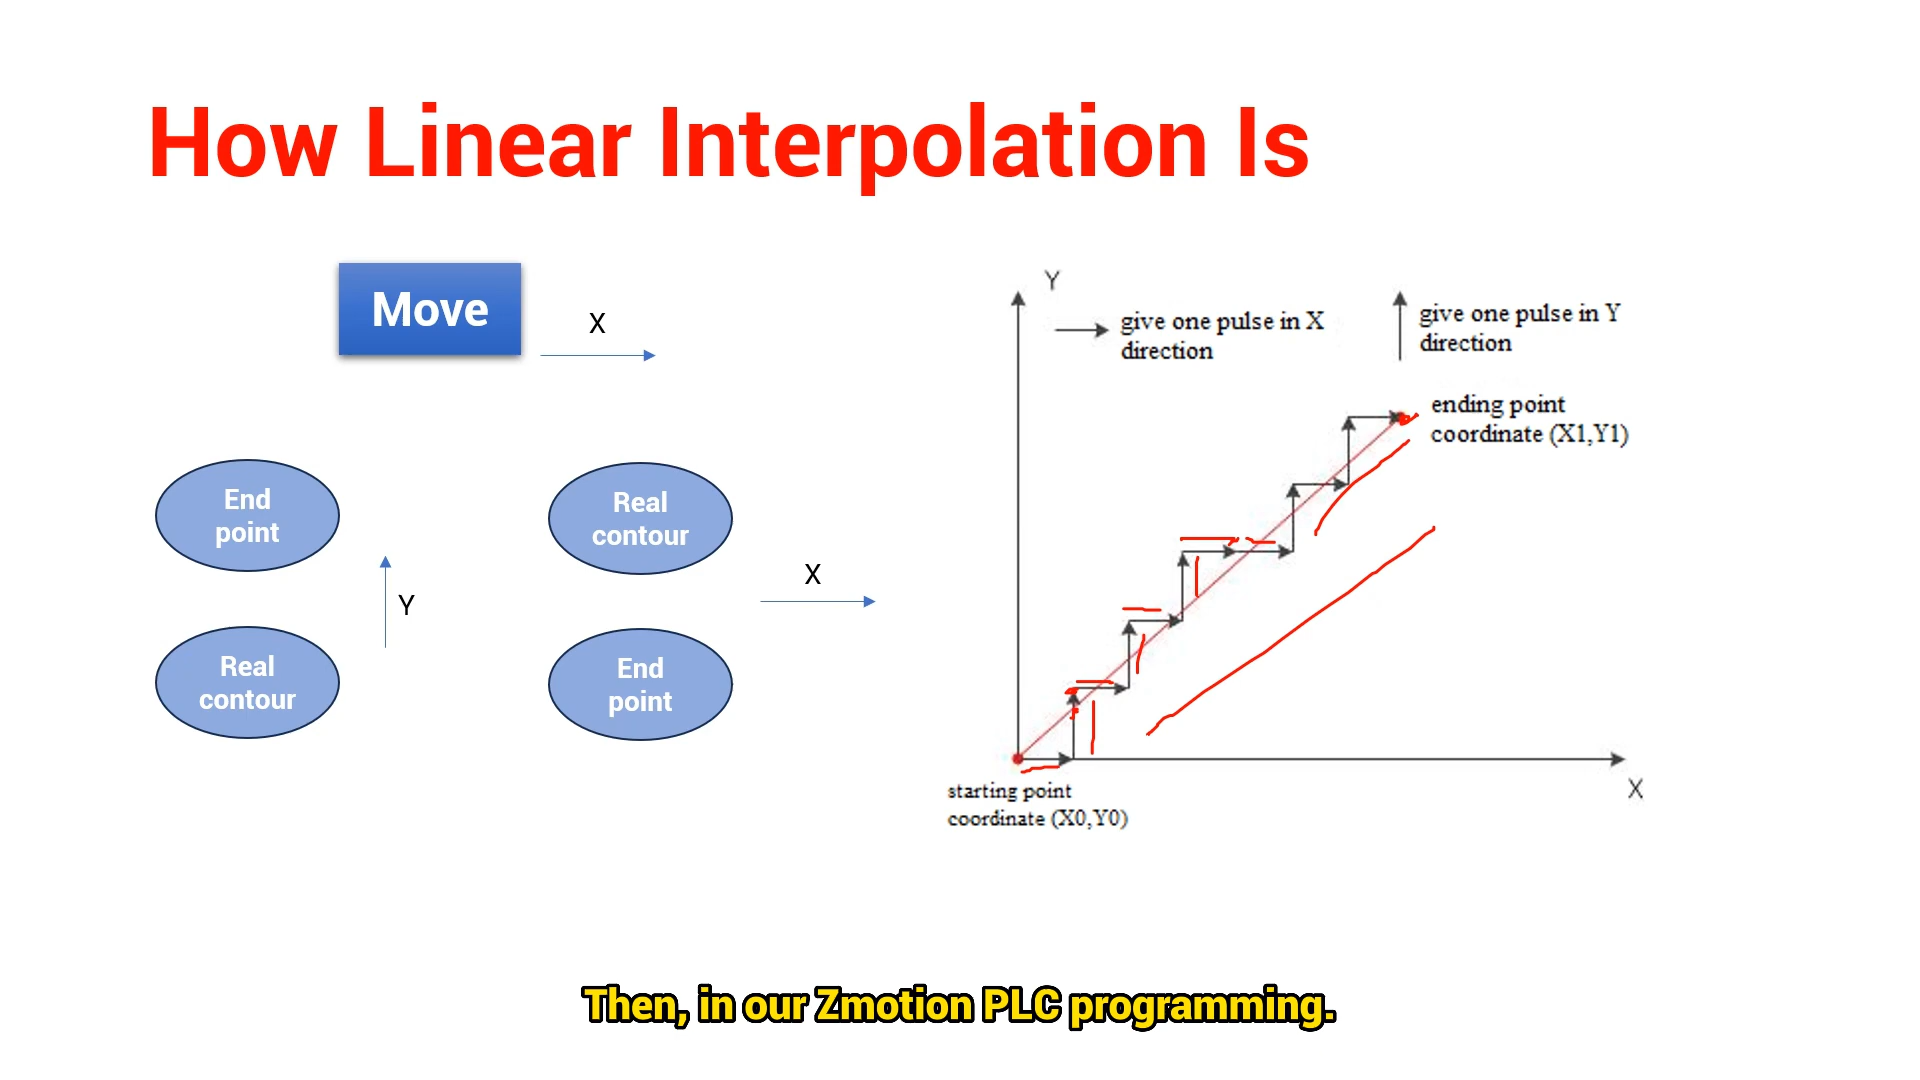 How Linear Interpolation Is
Move
X
End
point
Real
contour
Y
Real
contour
End
point
X
Y
give one pulse in X
direction
give one pulse in Y
direction
ending point
coordinate (X1,Y1)
starting point
coordinate (X0,Y0)
X
Then, in our Zmotion PLC programming.